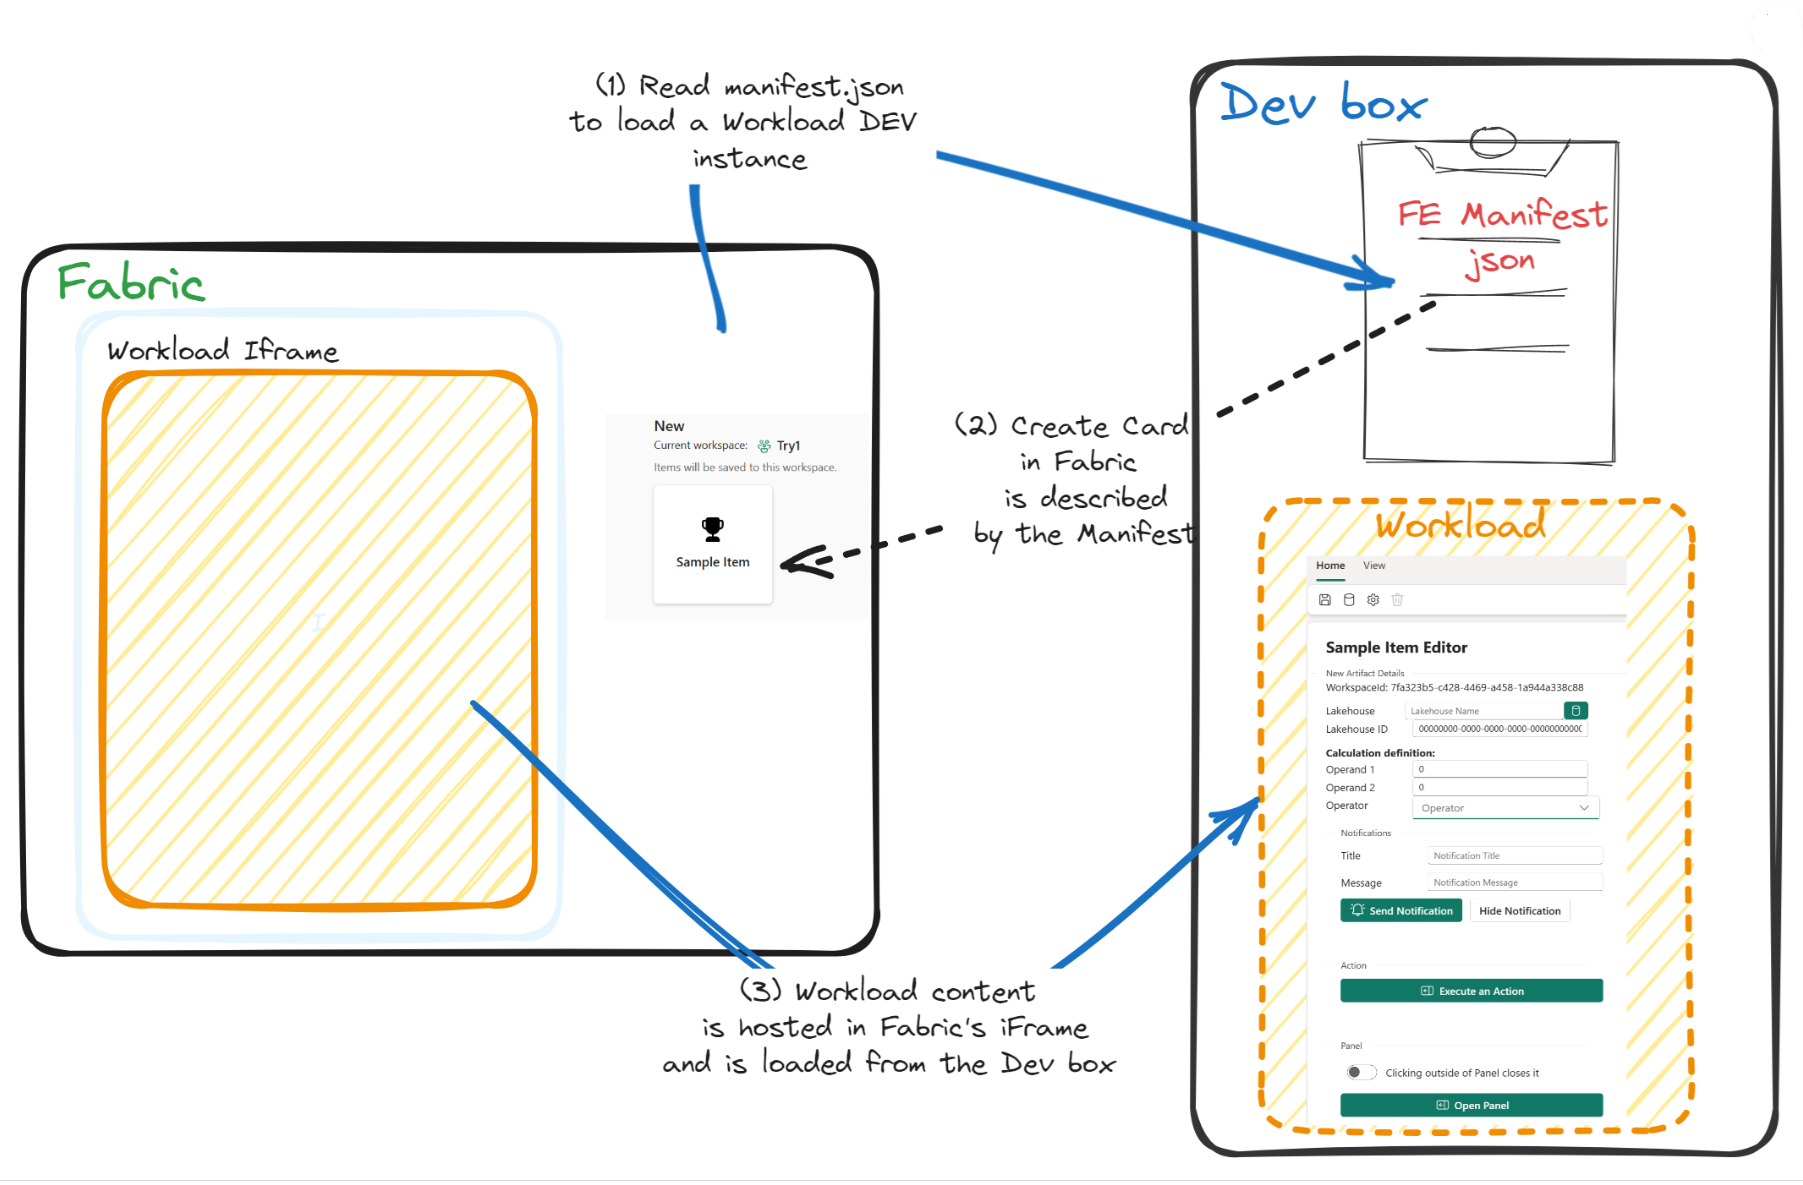 (1) Read manifest.json
to load a Workload DEV
instance
Dev box
FE Manifest
json
Fabric
Workload Iframe
I
New
Current workspace: Try1
Items will be saved to this workspace.
Sample Item
(2) Create Card
in Fabric
is described
by the Manifest
Workload
Home View
Sample Item Editor
New Artifact Details
WorkspaceId: 7fa323b5-c428-4469-a458-1a944a338c88
Lakehouse Lakehouse Name
Lakehouse ID 00000000-0000-0000-0000-00000000000
Calculation definition:
Operand 1 0
Operand 2 0
Operator Operator
Notifications
Title Notification Title
Message Notification Message
Send Notification Hide Notification
Action
Execute an Action
Panel
Clicking outside of Panel closes it
Open Panel
(3) Workload content
is hosted in Fabric's iFrame
and is loaded from the Dev box